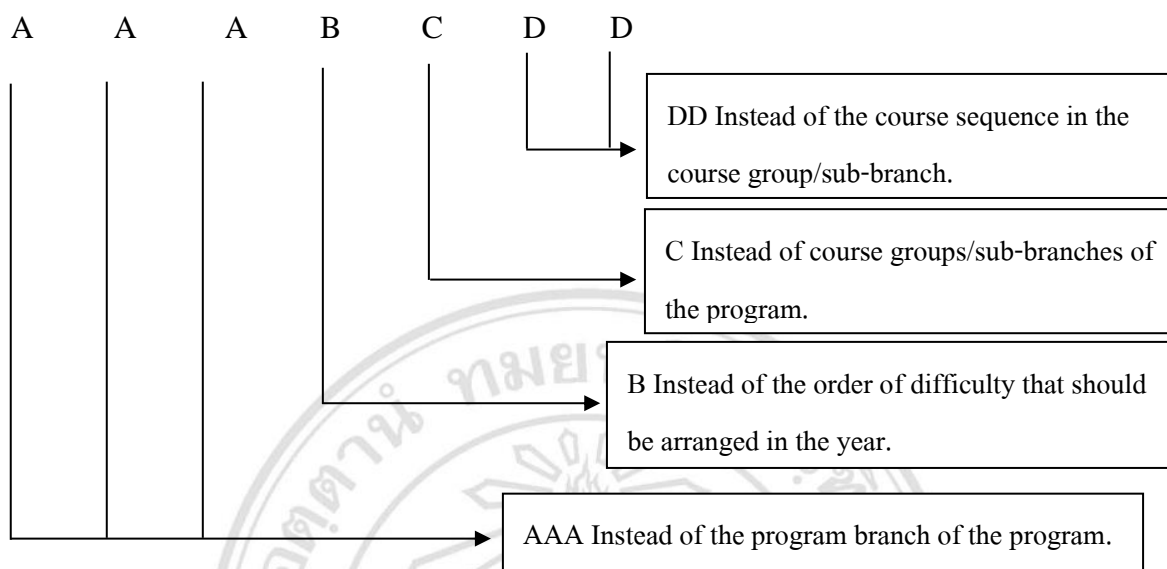 A A A B C D D
DD Instead of the course sequence in the
course group/sub-branch.
C Instead of course groups/sub-branches of
the program.
B Instead of the order of difficulty that should
be arranged in the year.
AAA Instead of the program branch of the program.